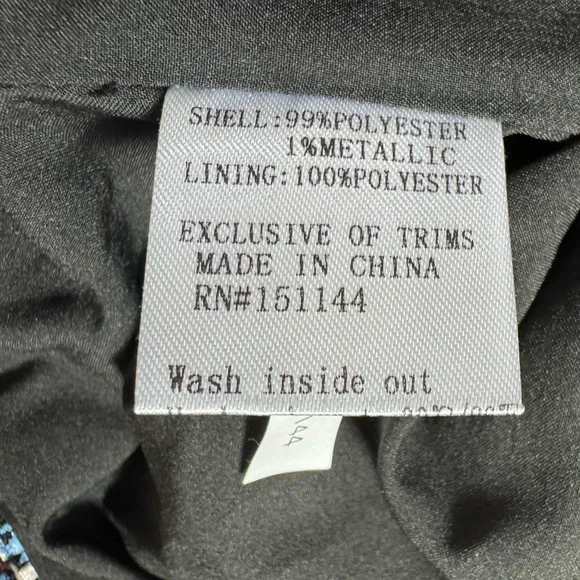 SHELL:99%POLYESTER
1%METALLIC
LINING:100%POLYESTER
EXCLUSIVE OF TRIMS
MADE IN CHINA
RN#151144
Wash inside out